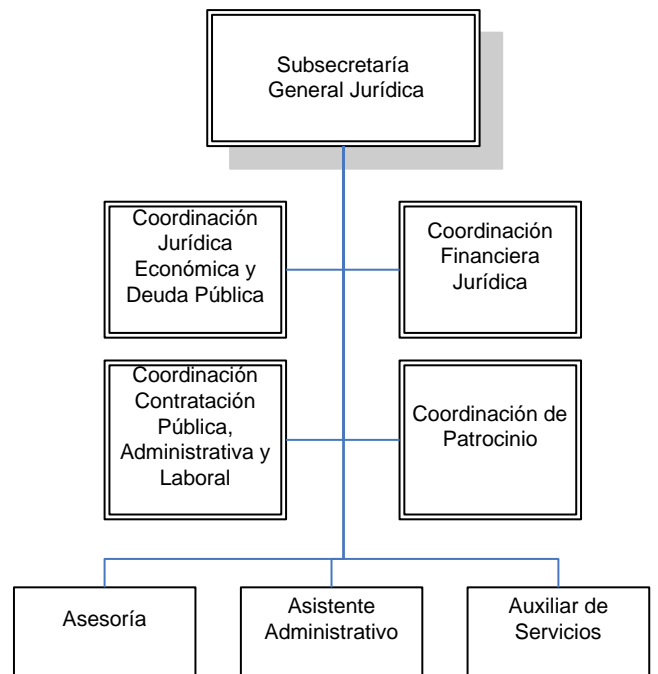 Subsecretaría
General Jurídica
Coordinación
Jurídica
Económica y
Deuda Pública
Coordinación
Financiera
Jurídica
Coordinación
Contratación
Pública,
Administrativa y
Laboral
Coordinación de
Patrocinio
Asesoría
Asistente
Administrativo
Auxiliar de
Servicios